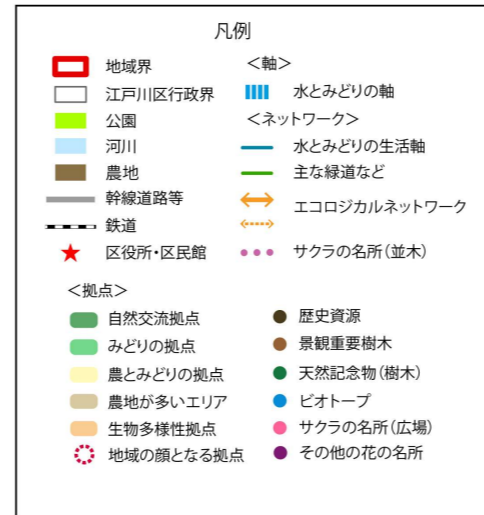 凡例
地域界
江戸川区行政界
公園
河川
農地
幹線道路等
鉄道
区役所・区民館
＜軸＞
水とみどりの軸
＜ネットワーク＞
水とみどりの生活軸
主な緑道など
エコロジカルネットワーク
サクラの名所（並木）
＜拠点＞
自然交流拠点
みどりの拠点
農とみどりの拠点
農地が多いエリア
生物多様性拠点
地域の顔となる拠点
歴史資源
景観重要樹木
天然記念物（樹木）
ビオトープ
サクラの名所（広場）
その他の花の名所